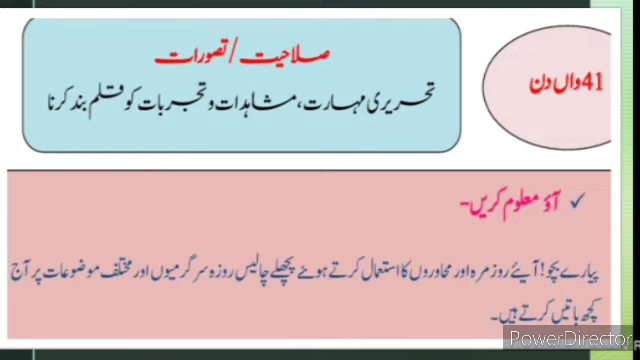 41 واں دن
صلاحیت / تصورات
تحریری مہارت، مشاہدات و تجربات کو قلم بند کرنا
✓ آؤ معلوم کریں۔
پیارے بچو! آیئے روزمرہ اور محاوروں کا استعمال کرتے ہوئے پچھلے چالیس روزہ سرگرمیوں اور مختلف موضوعات پر آج
کچھ باتیں کرتے ہیں۔
PowerDirector